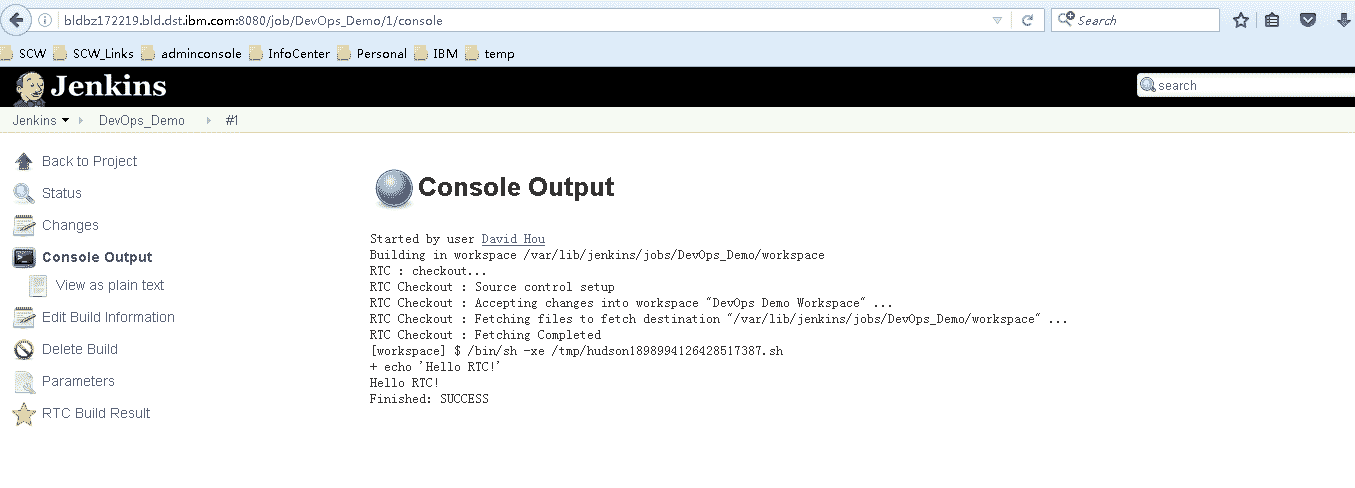 bldbz172219.bld.dst.ibm.com:8080/job/DevOps_Demo/1/console
Search
SCW SCW_Links adminconsole InfoCenter Personal IBM temp
Jenkins
search
Jenkins DevOps_Demo #1
Back to Project
Status
Changes
Console Output
View as plain text
Edit Build Information
Delete Build
Parameters
RTC Build Result
Console Output
Started by user David Hou
Building in workspace /var/lib/jenkins/jobs/DevOps_Demo/workspace
RTC : checkout...
RTC Checkout : Source control setup
RTC Checkout : Accepting changes into workspace "DevOps Demo Workspace" ...
RTC Checkout : Fetching files to fetch destination "/var/lib/jenkins/jobs/DevOps_Demo/workspace" ...
RTC Checkout : Fetching Completed
[workspace] $ /bin/sh -xe /tmp/hudson1898994126428517387.sh
+ echo 'Hello RTC!'
Hello RTC!
Finished: SUCCESS